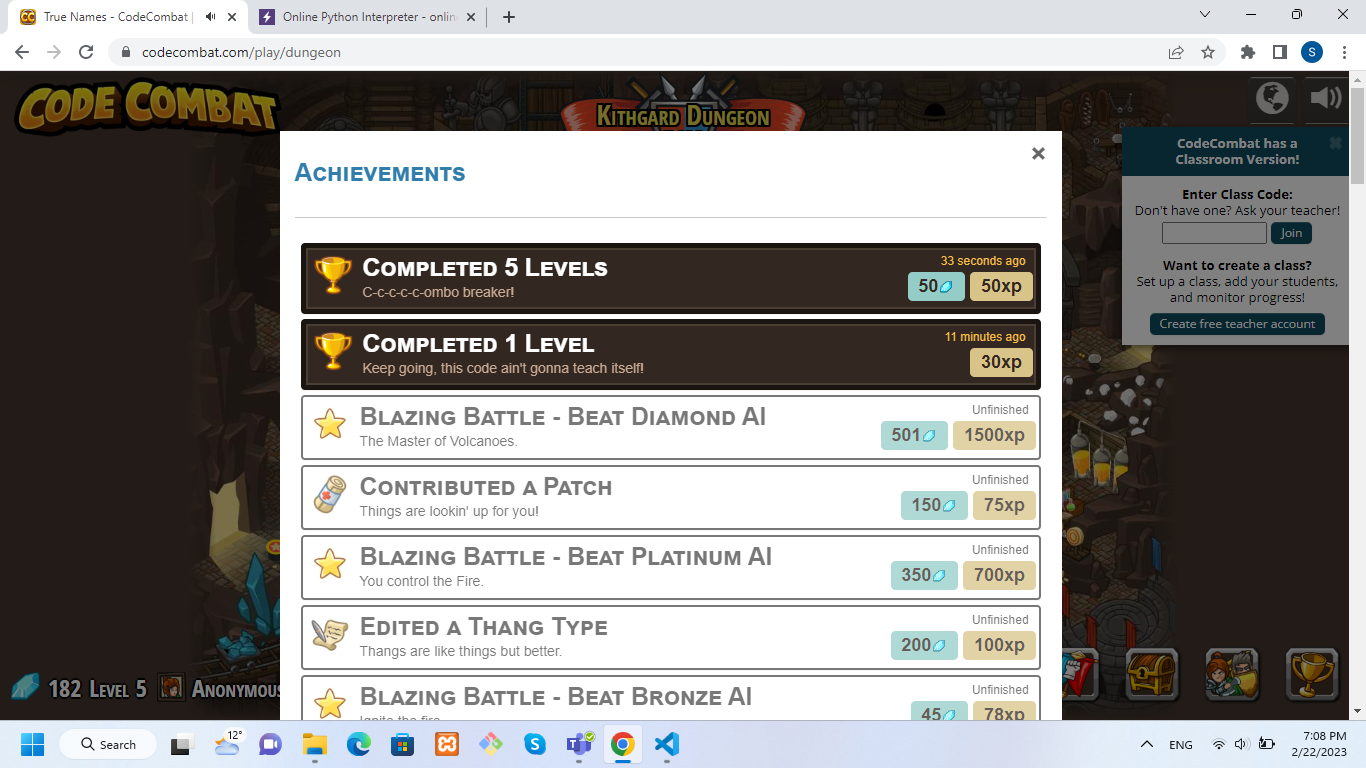 True Names - CodeCombat |
Online Python Interpreter - onlin
codecombat.com/play/dungeon
S
CODE COMBAT
KITHGARD DUNGEON
CodeCombat has a
Classroom Version!
Enter Class Code:
Don't have one? Ask your teacher!
Join
Want to create a class?
Set up a class, add your students,
and monitor progress!
Create free teacher account
ACHIEVEMENTS
COMPLETED 5 LEVELS
33 seconds ago
C-c-c-c-c-ombo breaker!
50
50xp
COMPLETED 1 LEVEL
11 minutes ago
Keep going, this code ain't gonna teach itself!
30xp
BLAZING BATTLE - BEAT DIAMOND AI
Unfinished
The Master of Volcanoes.
501
1500xp
CONTRIBUTED A PATCH
Unfinished
Things are lookin' up for you!
150
75xp
BLAZING BATTLE - BEAT PLATINUM AI
Unfinished
You control the Fire.
350
700xp
EDITED A THANG TYPE
Unfinished
Thangs are like things but better.
200
100xp
BLAZING BATTLE - BEAT BRONZE AI
Unfinished
Ignite the fire.
45
78xp
182 LEVEL 5
ANONYMOUS
Search
12°
ENG
7:08 PM
2/22/2023